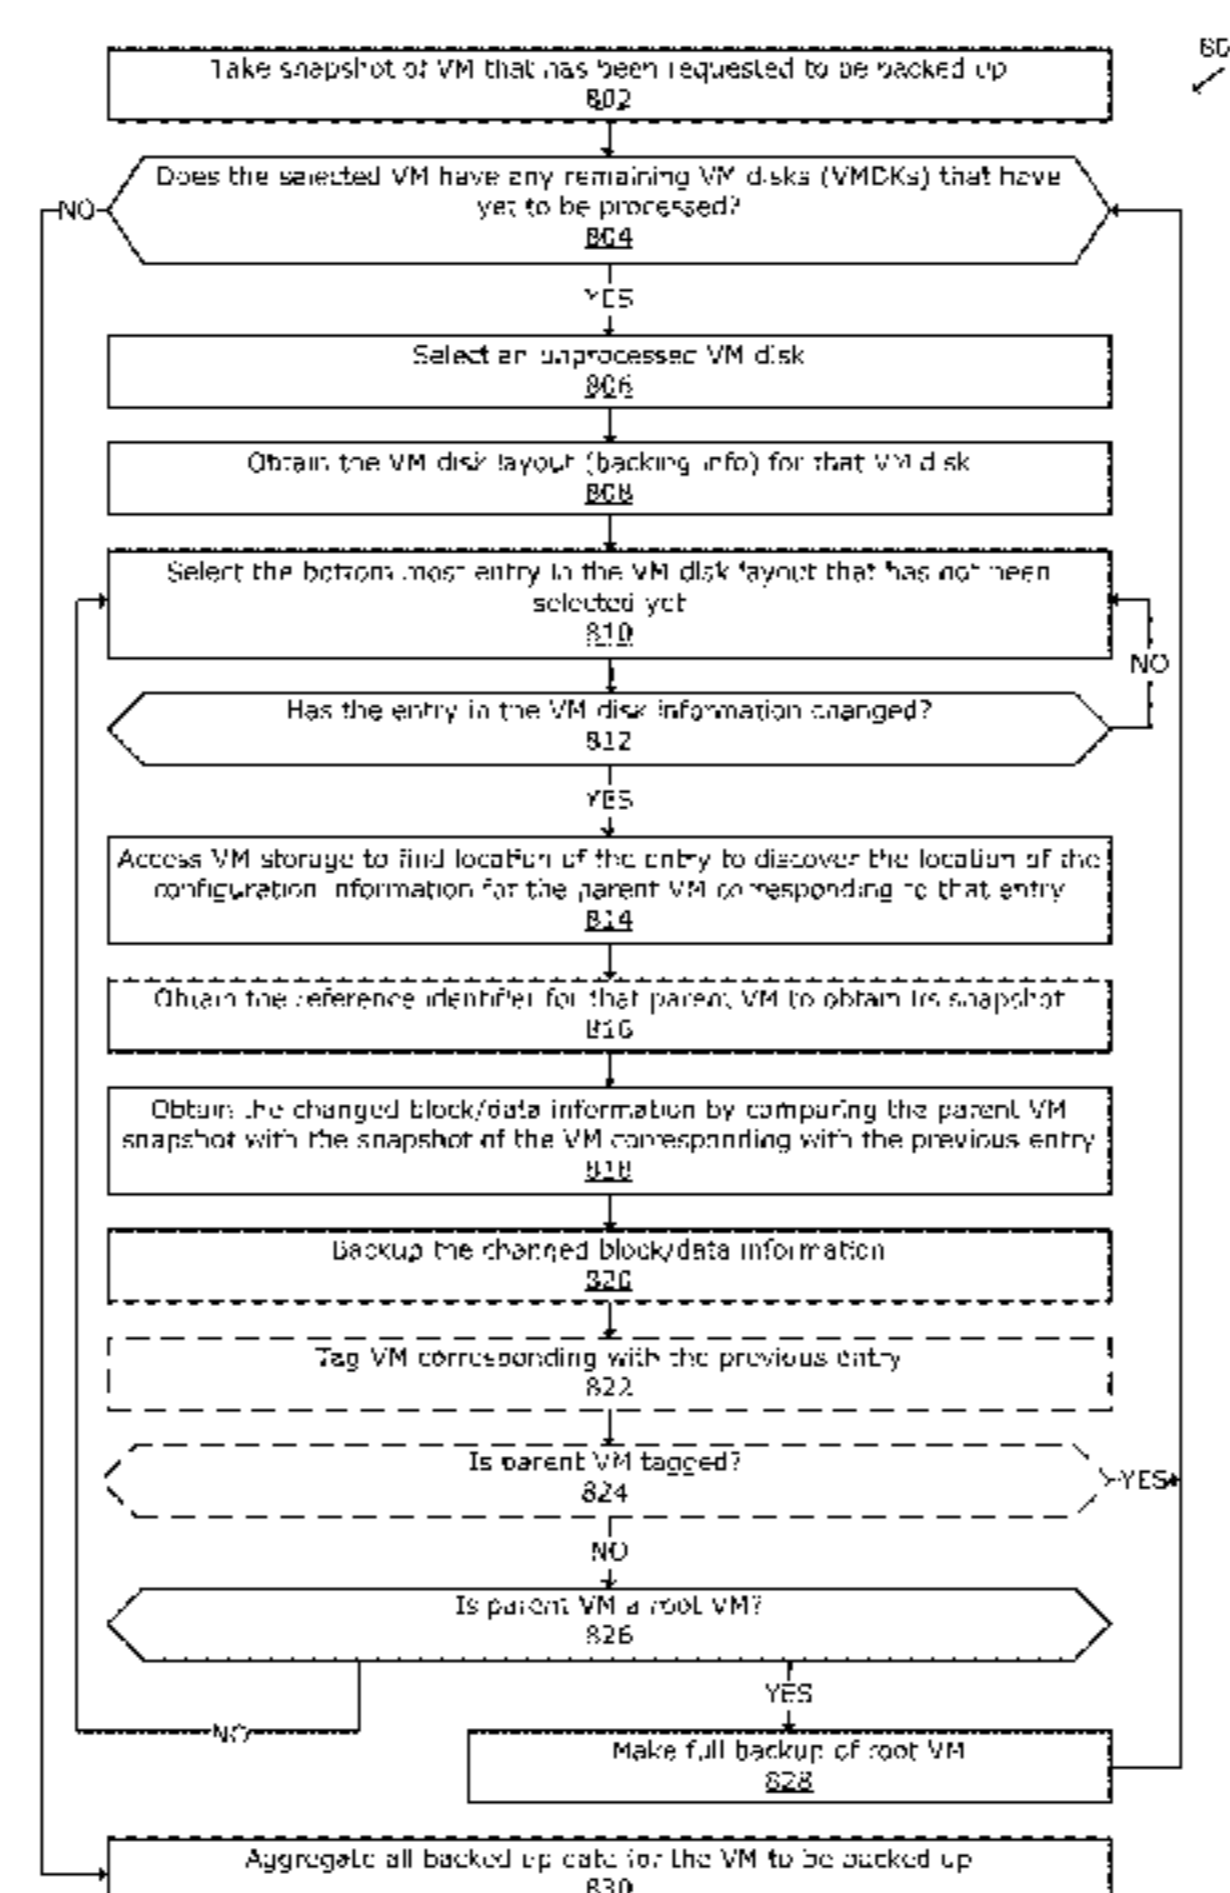 Take snapshot of VM that has been requested to be backed up
802
Does the selected VM have any remaining VM disks (VMDKs) that have
yet to be processed?
804
NO
YES
Select an unprocessed VM disk
806
Obtain the VM disk layout (backing info) for that VM disk
808
Select the bottom most entry in the VM disk layout that has not been
selected yet
810
NO
Has the entry in the VM disk information changed?
812
YES
Access VM storage to find location of the entry to discover the location of the
configuration information for the parent VM corresponding to that entry
814
Obtain the reference identifier for that parent VM to obtain its snapshot
816
Obtain the changed block/data information by comparing the parent VM
snapshot with the snapshot of the VM corresponding with the previous entry
818
Backup the changed block/data information
820
Tag VM corresponding with the previous entry
822
Is parent VM tagged?
824
YES
NO
Is parent VM a root VM?
826
YES
NO
Make full backup of root VM
828
Aggregate all backed up data for the VM to be backed up
830